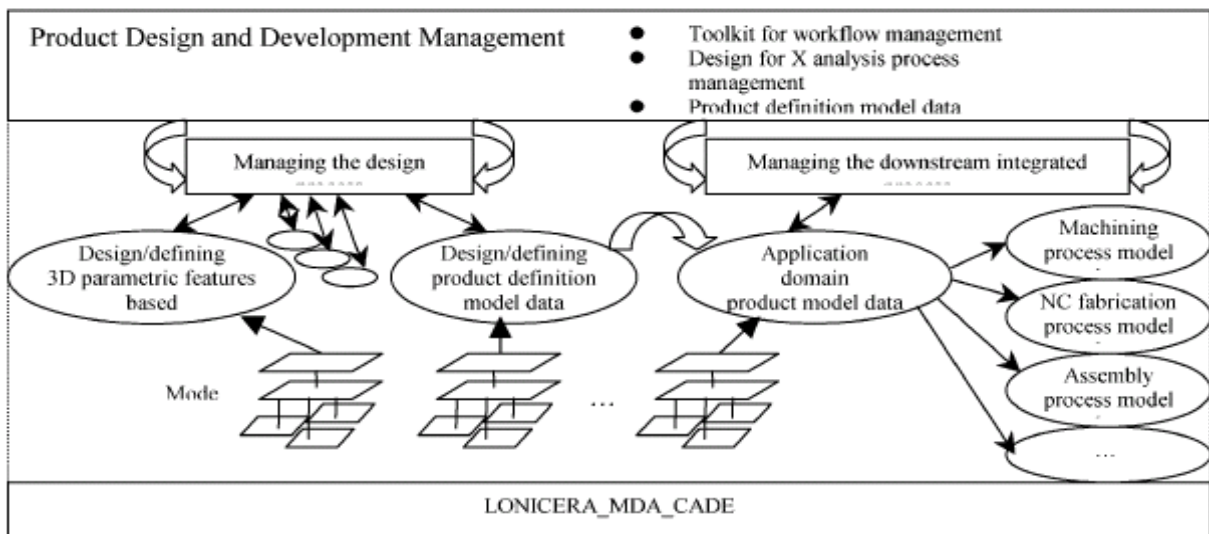 Product Design and Development Management
● Toolkit for workflow management
● Design for X analysis process
management
● Product definition model data
Managing the design
Managing the downstream integrated
Design/defining
3D parametric features
based
Design/defining
product definition
model data
Application
domain
product model data
Machining
process model
NC fabrication
process model
Assembly
process model
...
Mode
...
LONICERA_MDA_CADE